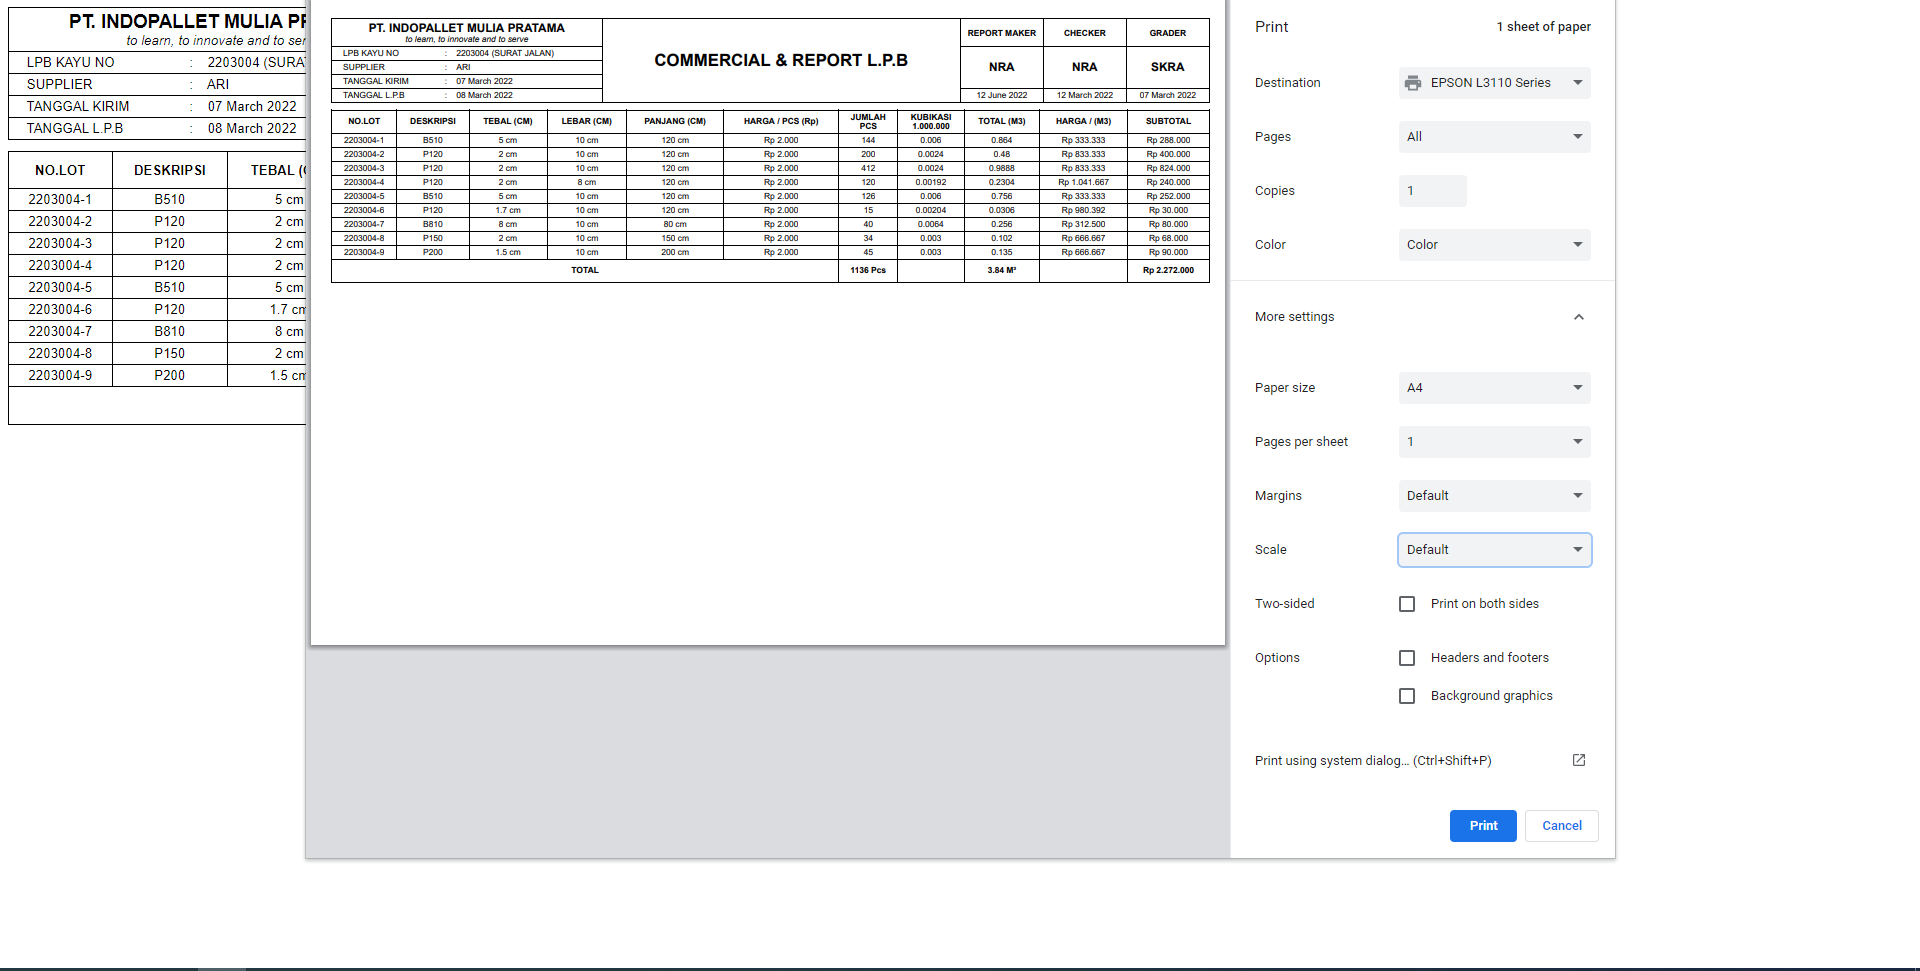 PT. INDOPALLET MULIA PR
to learn, to innovate and to ser
LPB KAYU NO : 2203004 (SURA
SUPPLIER : ARI
TANGGAL KIRIM : 07 March 2022
TANGGAL L.P.B : 08 March 2022
NO.LOT DESKRIPSI TEBAL (
2203004-1 B510 5 cm
2203004-2 P120 2 cm
2203004-3 P120 2 cm
2203004-4 P120 2 cm
2203004-5 B510 5 cm
2203004-6 P120 1.7 cm
2203004-7 B810 8 cm
2203004-8 P150 2 cm
2203004-9 P200 1.5 cm
PT. INDOPALLET MULIA PRATAMA
to learn, to innovate and to serve
LPB KAYU NO : 2203004 (SURAT JALAN)
SUPPLIER : ARI
TANGGAL KIRIM : 07 March 2022
TANGGAL L.P.B : 08 March 2022
COMMERCIAL & REPORT L.P.B
REPORT MAKER CHECKER GRADER
NRA NRA SKRA
12 June 2022 12 March 2022 07 March 2022
NO.LOT DESKRIPSI TEBAL (CM) LEBAR (CM) PANJANG (CM) HARGA / PCS (Rp) JUMLAH PCS KUBIKASI 1.000.000 TOTAL (M3) HARGA / (M3) SUBTOTAL
2203004-1 B510 5 cm 10 cm 120 cm Rp 2.000 144 0.006 0.864 Rp 333.333 Rp 288.000
2203004-2 P120 2 cm 10 cm 120 cm Rp 2.000 200 0.0024 0.48 Rp 833.333 Rp 400.000
2203004-3 P120 2 cm 10 cm 120 cm Rp 2.000 412 0.0024 0.9888 Rp 833.333 Rp 824.000
2203004-4 P120 2 cm 8 cm 120 cm Rp 2.000 120 0.00192 0.2304 Rp 1.041.667 Rp 240.000
2203004-5 B510 5 cm 10 cm 120 cm Rp 2.000 126 0.006 0.756 Rp 333.333 Rp 252.000
2203004-6 P120 1.7 cm 10 cm 120 cm Rp 2.000 15 0.00204 0.0306 Rp 980.392 Rp 30.000
2203004-7 B810 8 cm 10 cm 80 cm Rp 2.000 40 0.0064 0.256 Rp 312.500 Rp 80.000
2203004-8 P150 2 cm 10 cm 150 cm Rp 2.000 34 0.003 0.102 Rp 666.667 Rp 68.000
2203004-9 P200 1.5 cm 10 cm 200 cm Rp 2.000 45 0.003 0.135 Rp 666.667 Rp 90.000
TOTAL 1136 Pcs 3.84 M³ Rp 2.272.000
Print 1 sheet of paper
Destination EPSON L3110 Series
Pages All
Copies 1
Color Color
More settings
Paper size A4
Pages per sheet 1
Margins Default
Scale Default
Two-sided Print on both sides
Options Headers and footers
Background graphics
Print using system dialog... (Ctrl+Shift+P)
Print Cancel